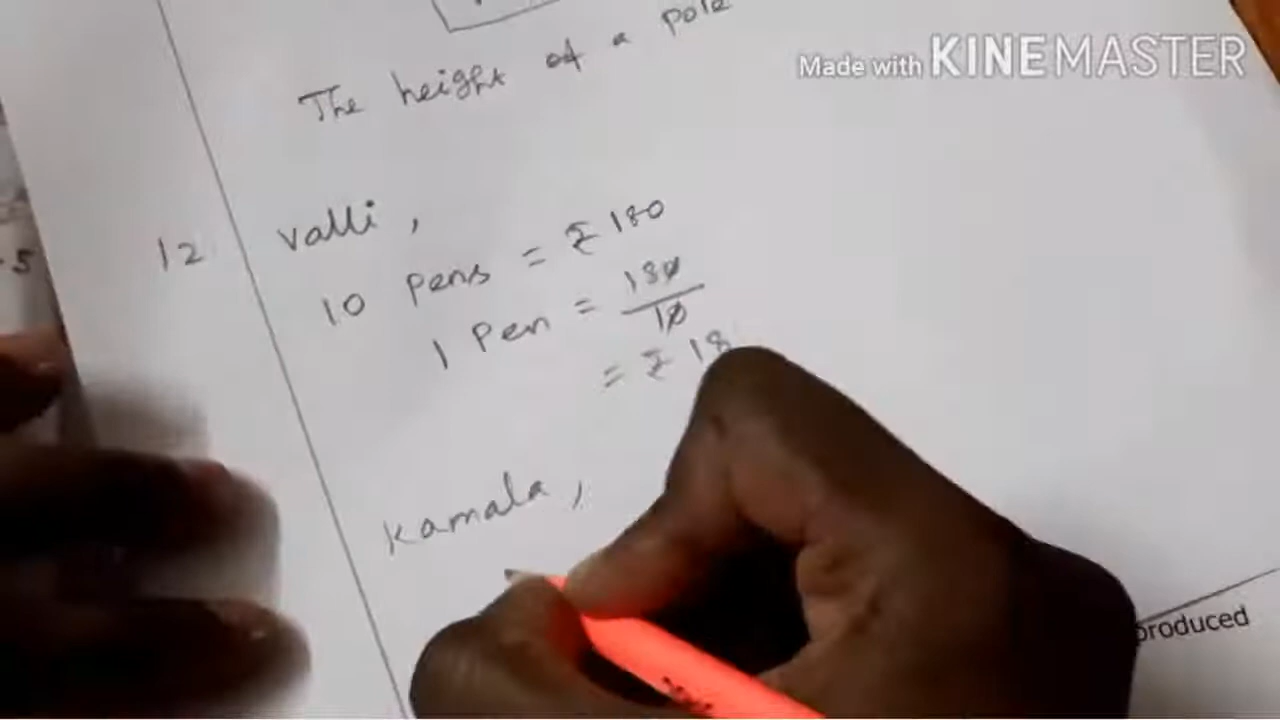 The height of a pole
Made with KINEMASTER
12 Valli,
10 Pens = ₹ 180
1 Pen = 180
10
= ₹ 18
Kamala,
produced